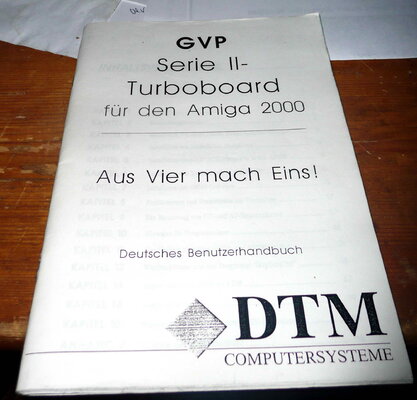 GVP
Serie II-
Turboboard
für den Amiga 2000
Aus Vier mach Eins!
Deutsches Benutzerhandbuch
DTM
COMPUTERSYSTEME